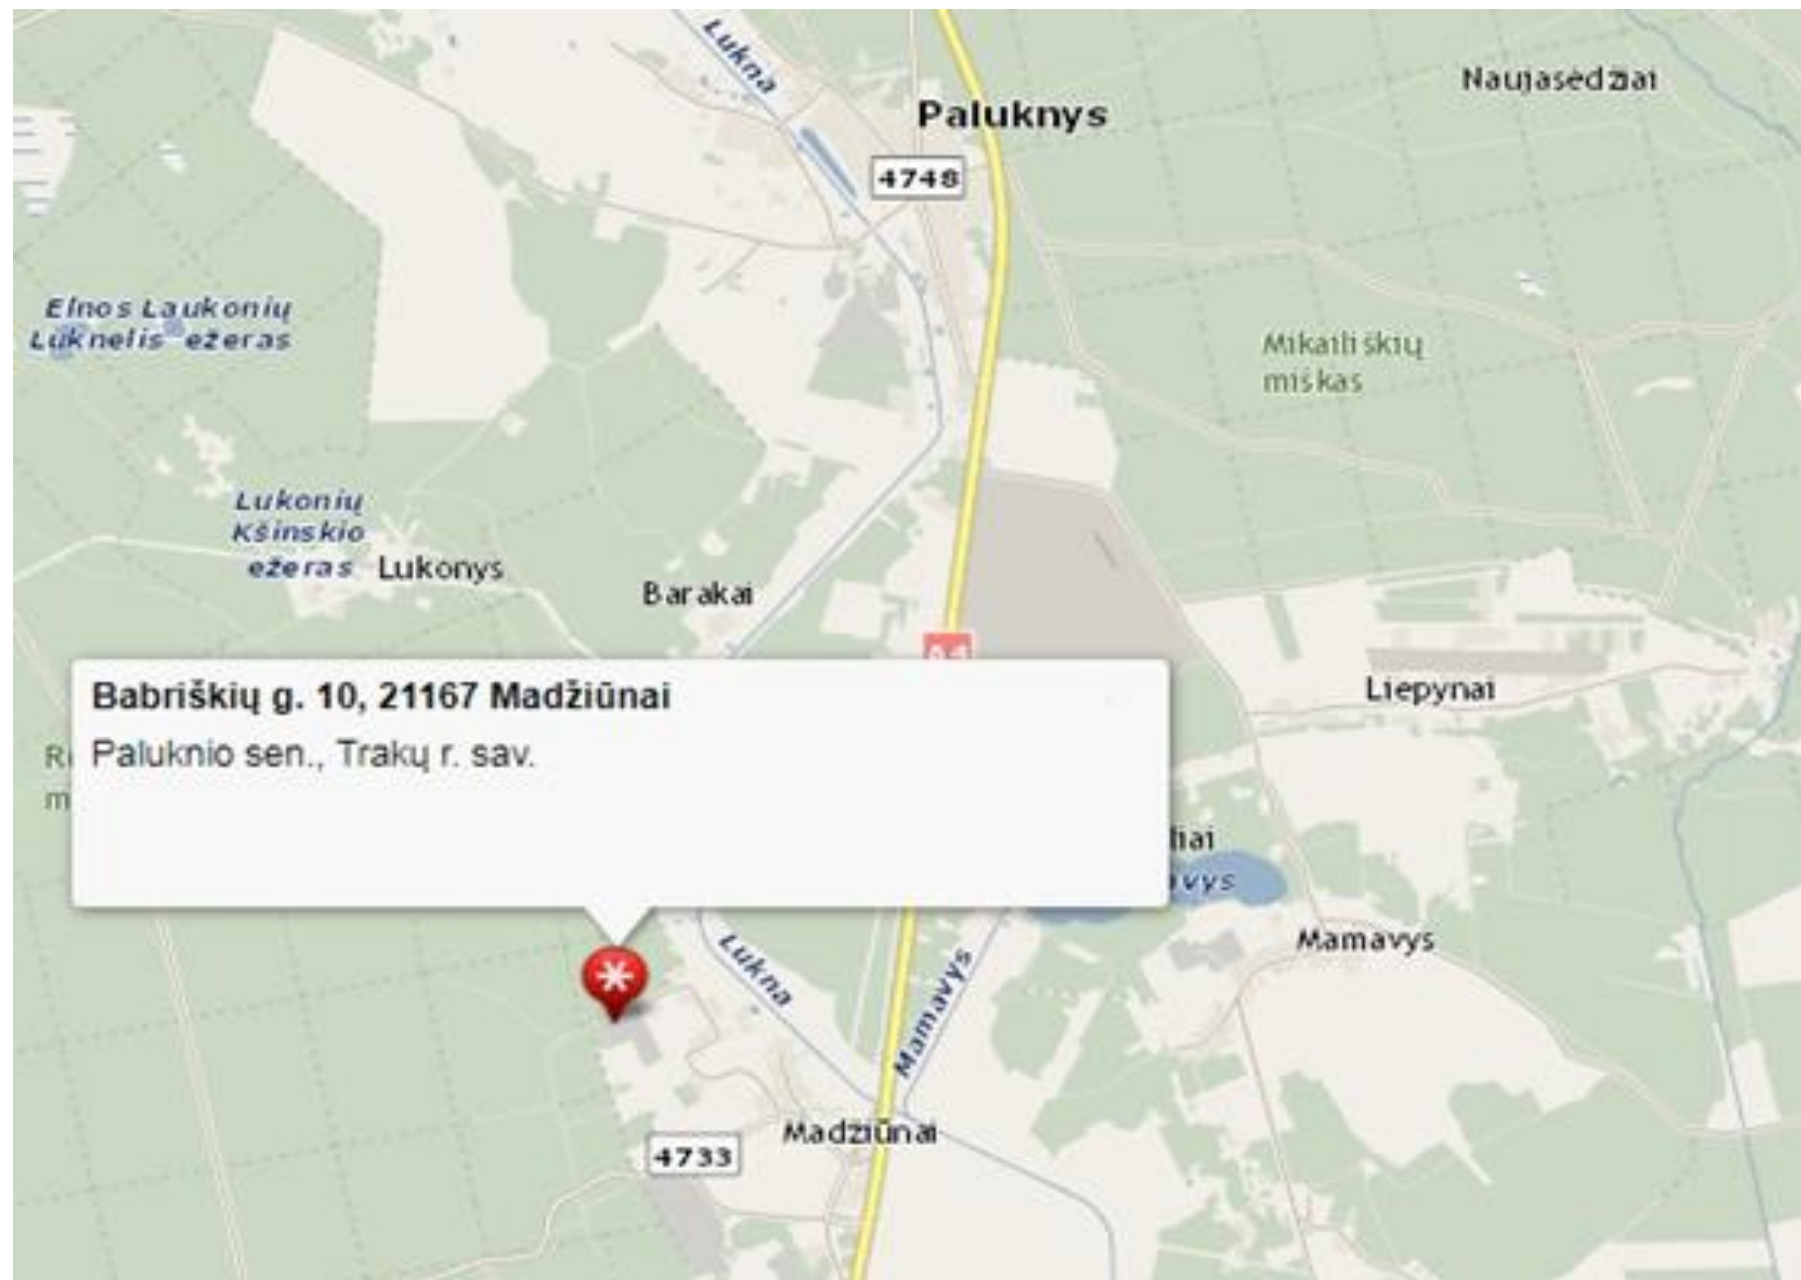 Lukna
Paluknys
Naujasėdžiai
4748
Elnos Laukonių
Luknelis ežeras
Mikailiškių
miškas
Lukonių
Kšinskio
ežeras
Lukonys
Barakai
Babriškių g. 10, 21167 Madžiūnai
Paluknio sen., Trakų r. sav.
Liepynai
Mamavys
Lukna
Mamavys
Madžiūnai
4733